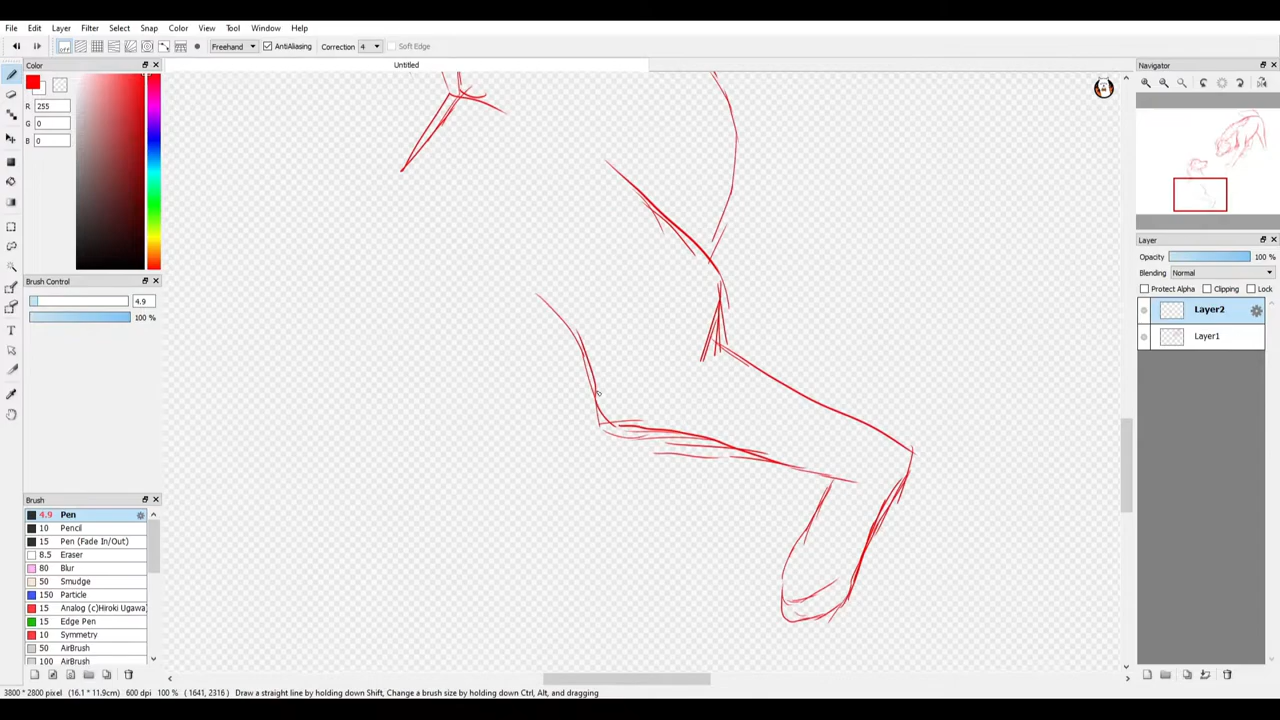 File Edit Layer Filter Select Snap Color View Tool Window Help
off Freehand AntiAliasing Correction 4 Soft Edge
Color
R 255
G 0
B 0
Brush Control
4.9
100 %
Brush
4.9 Pen
10 Pencil
15 Pen (Fade In/Out)
8.5 Eraser
80 Blur
50 Smudge
150 Particle
15 Analog (c)Hiroki Ugawa
15 Edge Pen
10 Symmetry
50 AirBrush
100 AirBrush
Untitled
Navigator
Layer
Opacity 100 %
Blending Normal
Protect Alpha Clipping Lock
Layer2
Layer1
3800 * 2800 pixel (16.1 * 11.9cm) 600 dpi 100 % ( 1641, 2316 ) Draw a straight line by holding down Shift, Change a brush size by holding down Ctrl, Alt, and dragging